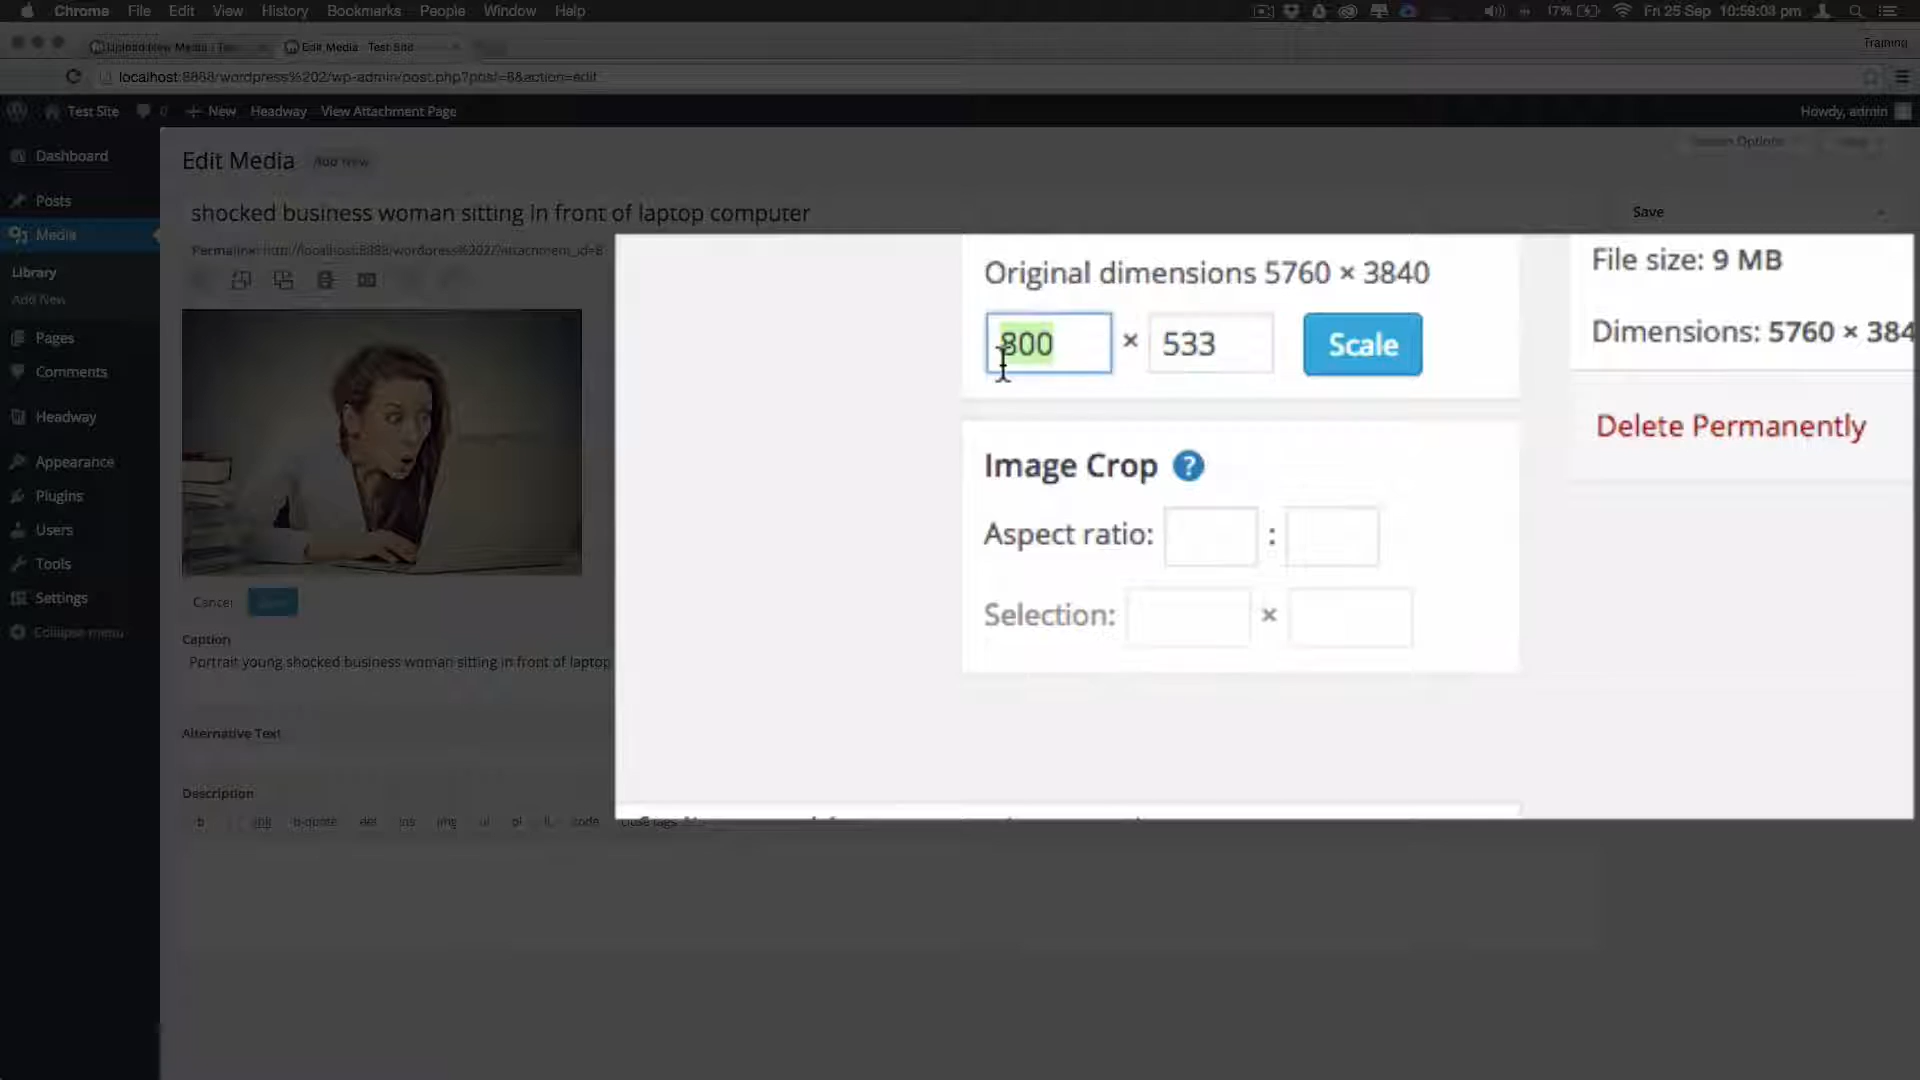 Chrome File Edit View History Bookmarks People Window Help
17% Fri 25 Sep 10:59:03 pm
Edit Media Test Site
Training
localhost:8888/wordpress%202/wp-admin/post.php?post=8&action=edit
Test Site 0 New Headway View Attachment Page
Howdy, admin
Dashboard
Posts
Media
Library
Add New
Pages
Comments
Headway
Appearance
Plugins
Users
Tools
Settings
Collapse menu
Edit Media Add New
Screen Options
shocked business woman sitting in front of laptop computer
Permalink: http://localhost:8888/wordpress%202/?attachment_id=8
Save
Original dimensions 5760 × 3840
800 × 533 Scale
File size: 9 MB
Dimensions: 5760 × 384
Delete Permanently
Image Crop ?
Aspect ratio: :
Selection: ×
Cancel
Caption
Portrait young shocked business woman sitting in front of laptop
Alternative Text
Description
b link b-quote del ins img ul ol li code close tags